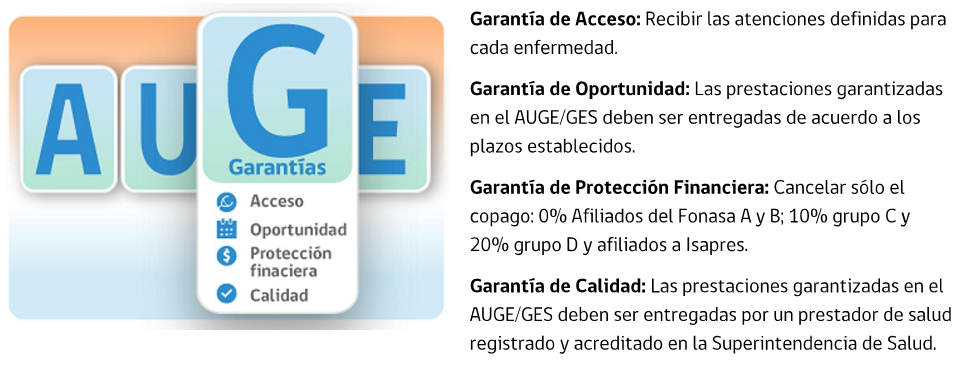 AUGE
Garantías
Acceso
Oportunidad
Protección
finaciera
Calidad
Garantía de Acceso: Recibir las atenciones definidas para
cada enfermedad.
Garantía de Oportunidad: Las prestaciones garantizadas
en el AUGE/GES deben ser entregadas de acuerdo a los
plazos establecidos.
Garantía de Protección Financiera: Cancelar sólo el
copago: 0% Afiliados del Fonasa A y B; 10% grupo C y
20% grupo D y afiliados a Isapres.
Garantía de Calidad: Las prestaciones garantizadas en el
AUGE/GES deben ser entregadas por un prestador de salud
registrado y acreditado en la Superintendencia de Salud.